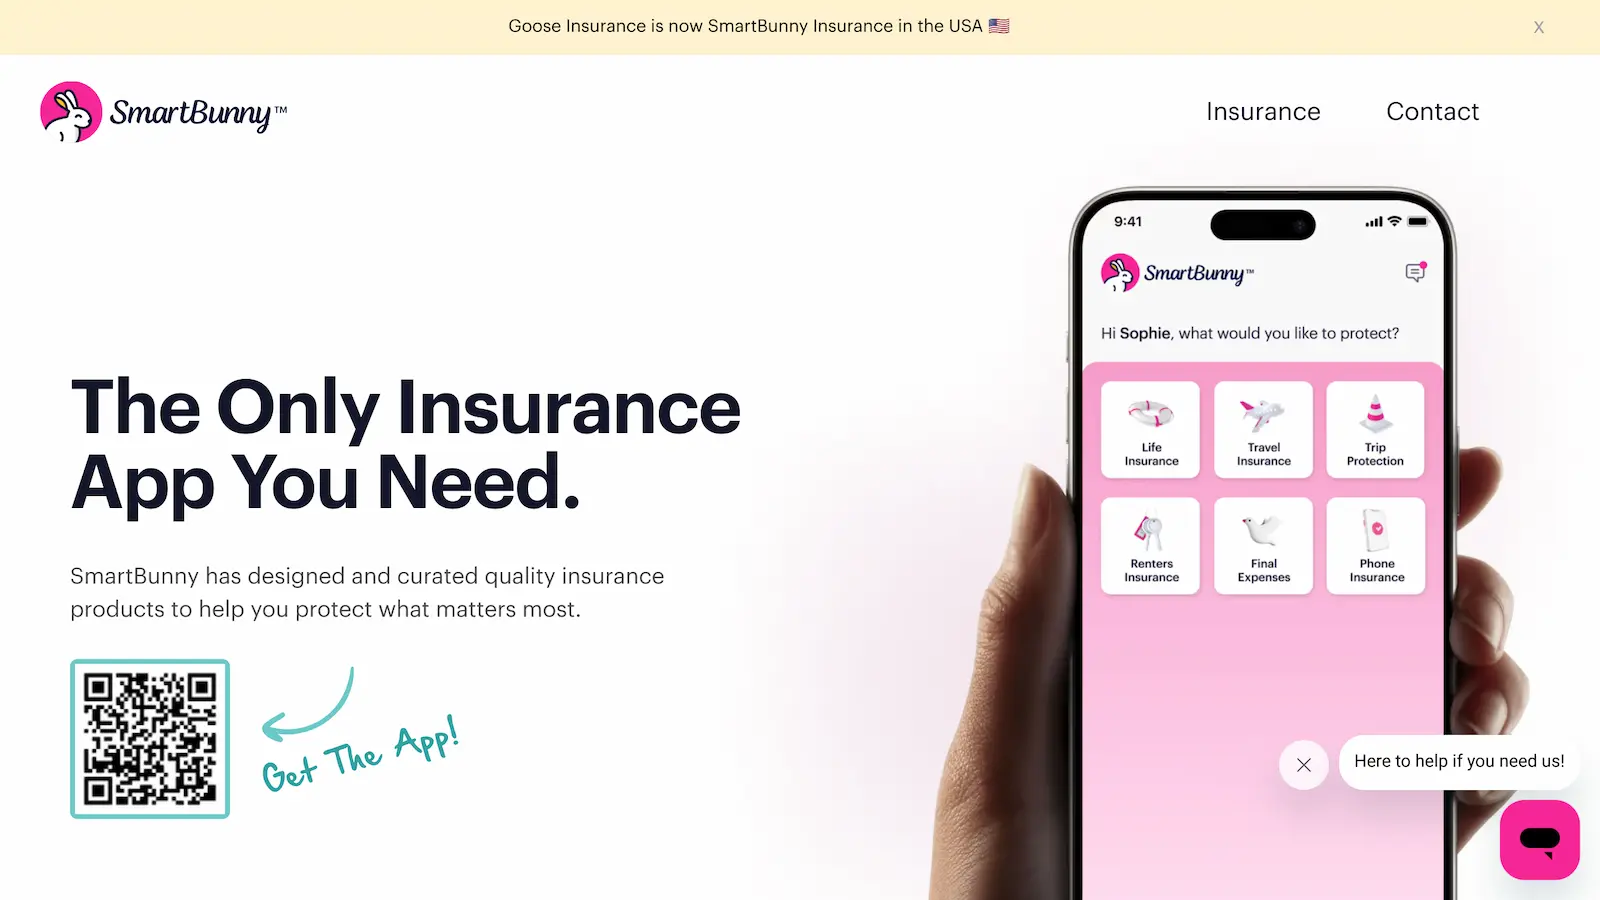 Goose Insurance is now SmartBunny Insurance in the USA 🇺🇸
X
SmartBunny™
Insurance
Contact
9:41
SmartBunny™
Hi Sophie, what would you like to protect?
Life
Insurance
Travel
Insurance
Trip
Protection
Renters
Insurance
Final
Expenses
Phone
Insurance
The Only Insurance
App You Need.
SmartBunny has designed and curated quality insurance
products to help you protect what matters most.
Get The App!
Here to help if you need us!